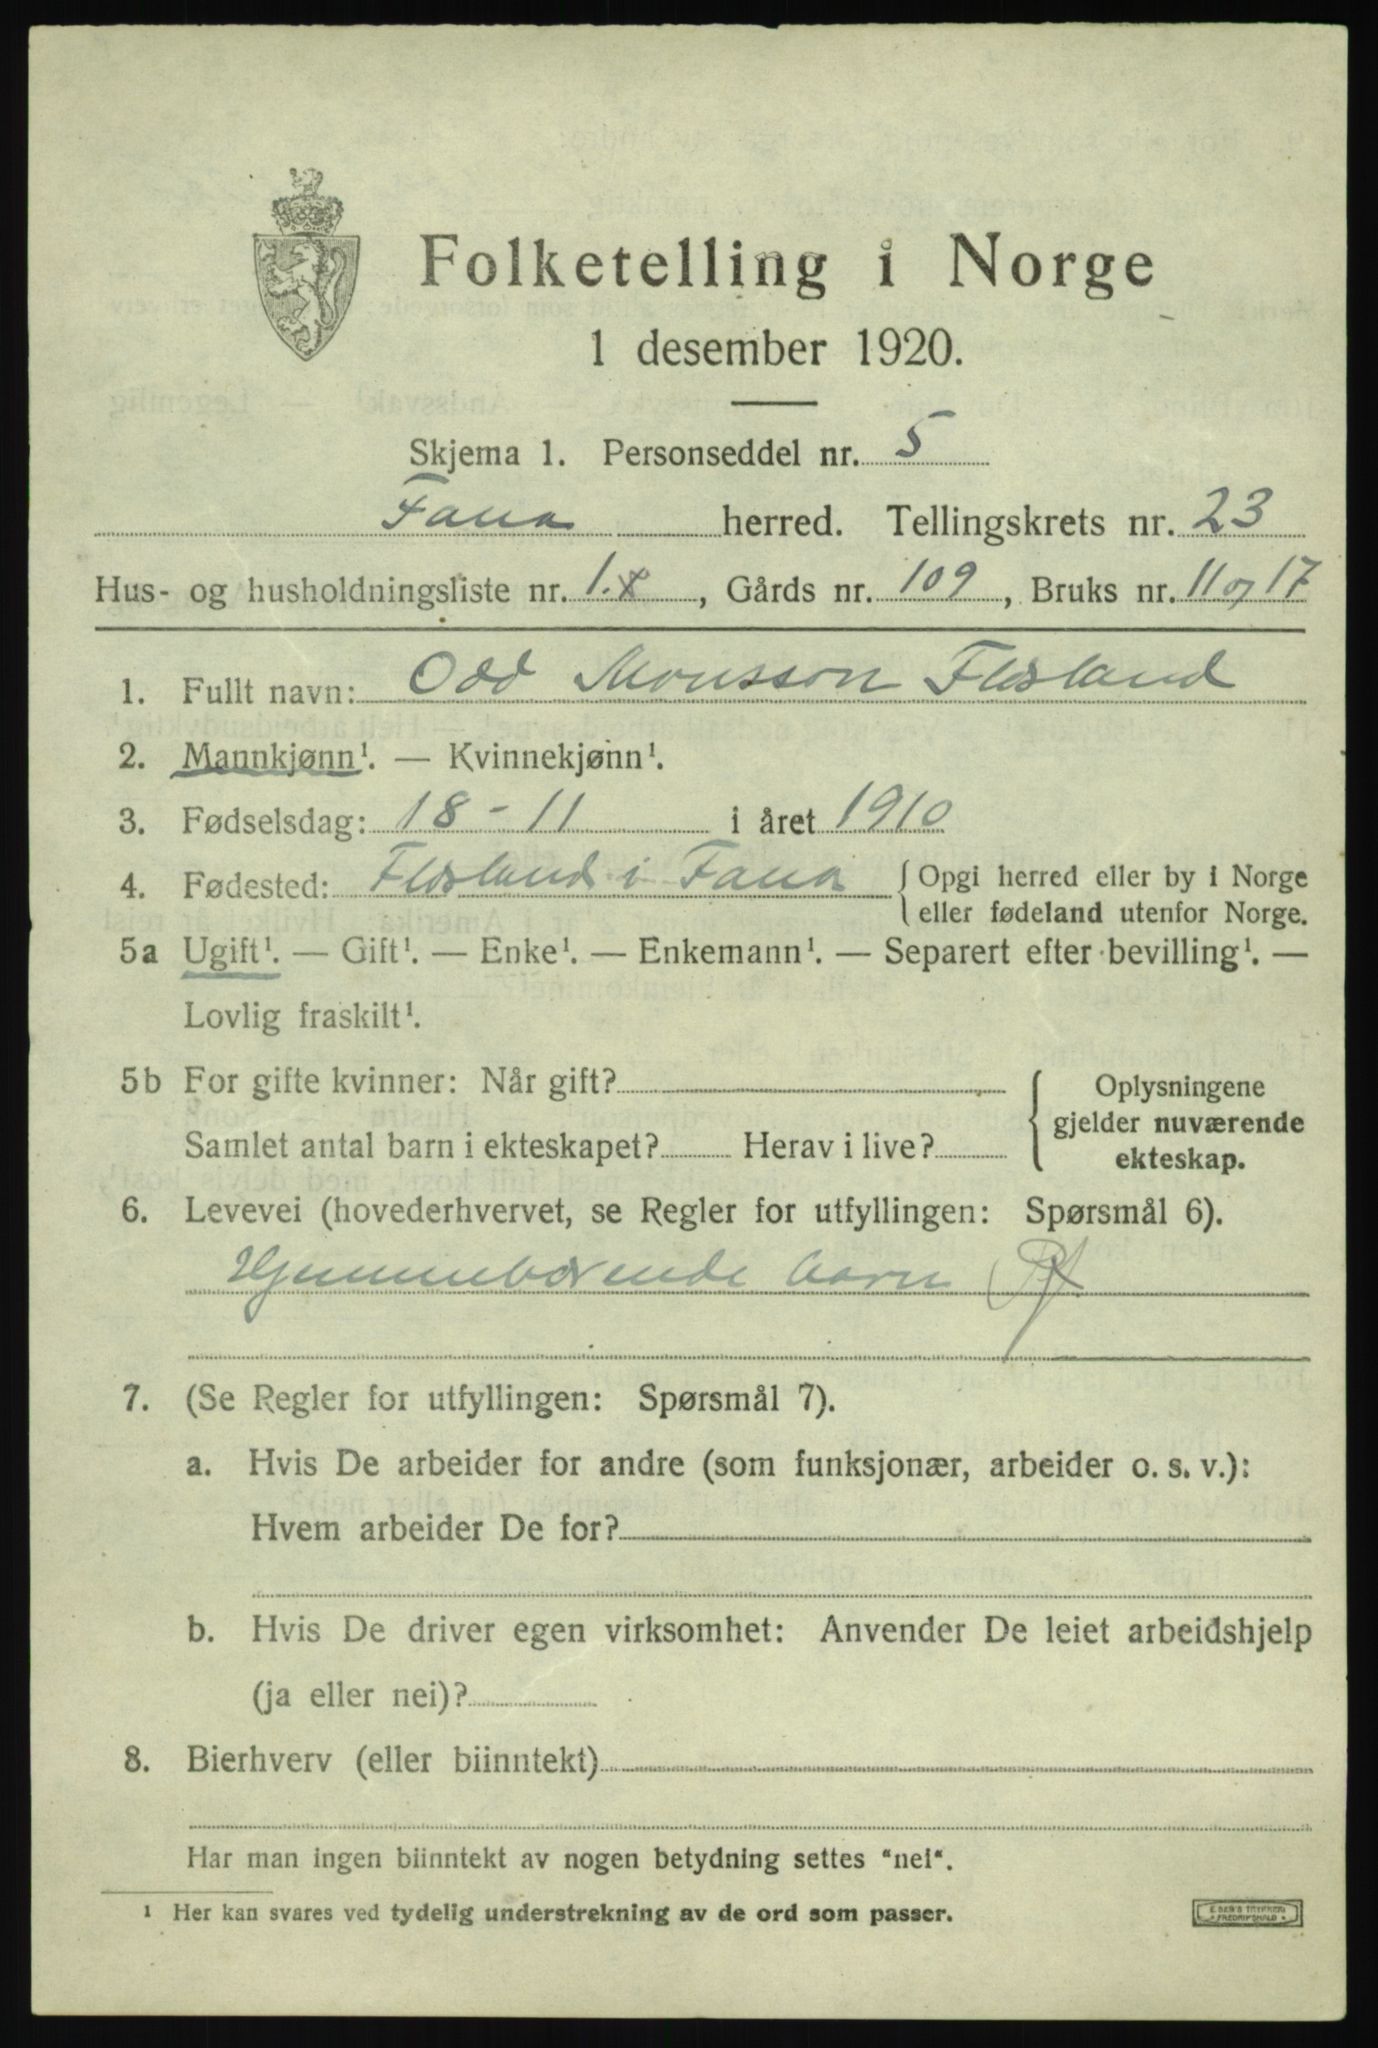 Folketelling i Norge
1 desember 1920.
Skjema 1. Personseddel nr. 5
Fana herred. Tellingskrets nr. 23
Hus- og husholdningsliste nr. 1.x, Gårds nr. 109, Bruks nr. 11 og 17
1. Fullt navn: Odd Monsson Flesland
2. Mannkjønn¹. — Kvinnekjønn¹.
3. Fødselsdag: 18 - 11 i året 1910
4. Fødested: Flesland i Fana { Opgi herred eller by i Norge
eller fødeland utenfor Norge.
5a Ugift¹. — Gift¹. — Enke¹. — Enkemann¹. — Separert efter bevilling¹. —
Lovlig fraskilt¹.
5b For gifte kvinner: Når gift? { Oplysningene
gjelder nuværende
Samlet antal barn i ekteskapet? Herav i live?
ekteskap.
6. Levevei (hovederhvervet, se Regler for utfyllingen: Spørsmål 6).
Hjemmeværende barn
7. (Se Regler for utfyllingen: Spørsmål 7).
a. Hvis De arbeider for andre (som funksjonær, arbeider o. s. v.):
Hvem arbeider De for?
b. Hvis De driver egen virksomhet: Anvender De leiet arbeidshjelp
(ja eller nei)?
8. Bierhverv (eller biinntekt)
Har man ingen biinntekt av nogen betydning settes "nei".
¹ Her kan svares ved tydelig understrekning av de ord som passer.